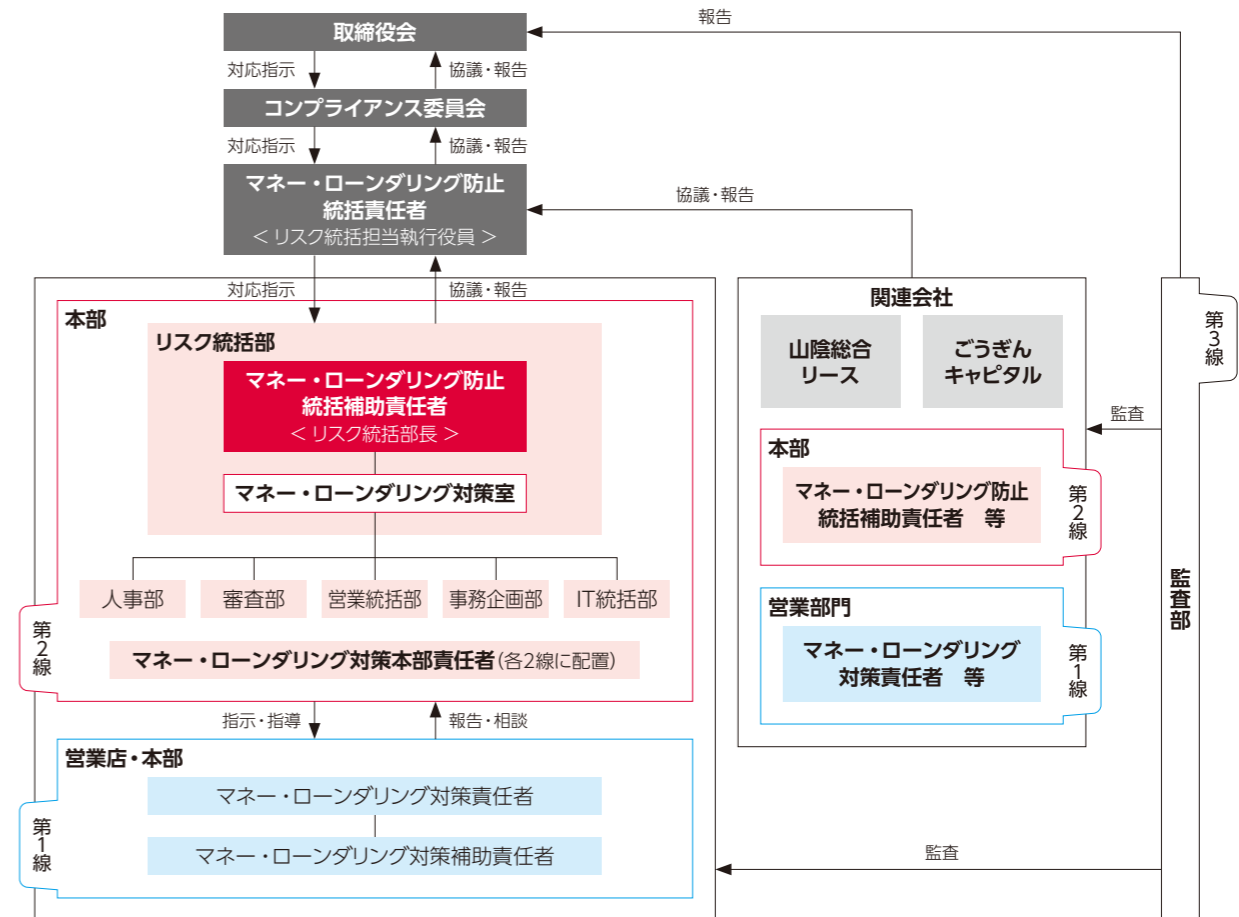 報告
取締役会
対応指示
協議・報告
コンプライアンス委員会
対応指示
協議・報告
マネー・ローンダリング防止
統括責任者
＜リスク統括担当執行役員＞
協議・報告
対応指示
協議・報告
本部
リスク統括部
マネー・ローンダリング防止
統括補助責任者
＜リスク統括部長＞
マネー・ローンダリング対策室
人事部
審査部
営業統括部
事務企画部
IT統括部
マネー・ローンダリング対策本部責任者(各2線に配置)
第2線
指示・指導
報告・相談
営業店・本部
マネー・ローンダリング対策責任者
マネー・ローンダリング対策補助責任者
第1線
関連会社
山陰総合
リース
ごうぎん
キャピタル
本部
マネー・ローンダリング防止
統括補助責任者　等
第2線
営業部門
マネー・ローンダリング
対策責任者　等
第1線
監査
監査
第3線
監査部